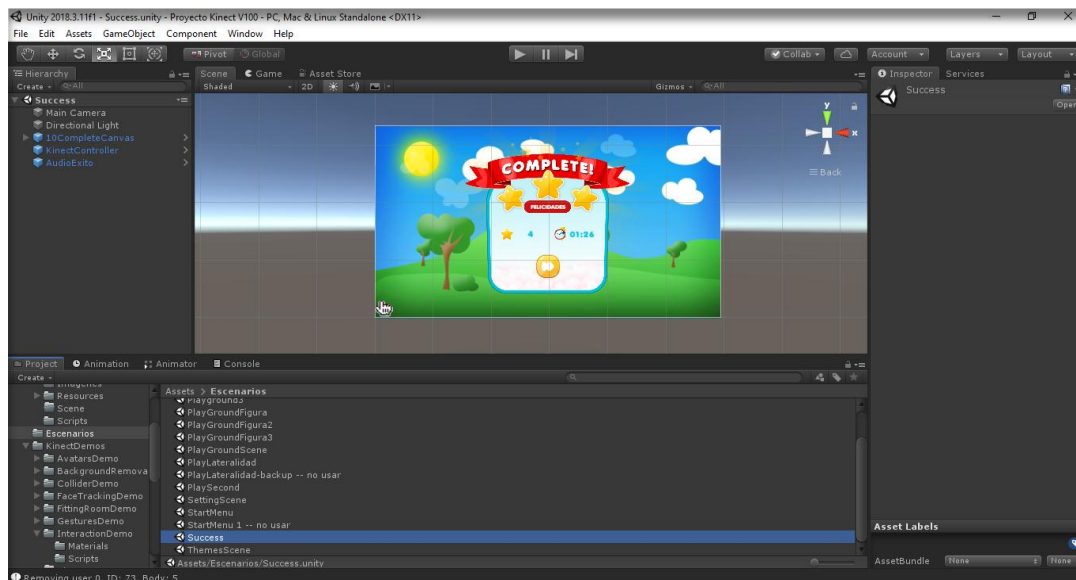 Unity 2018.3.11f1 - Success.unity - Proyecto Kinect V100 - PC, Mac & Linux Standalone <DX11>
File Edit Assets GameObject Component Window Help
Pivot Global Collab Account Layers Layout
Hierarchy Scene Game Asset Store Inspector Services
Create All Shaded 2D Gizmos All Success
Success Open
Main Camera
Directional Light
10CompleteCanvas
KinectController
AudioExito
y
x
Back
COMPLETE!
FELICIDADES
4 01:26
Project Animation Animator Console
Create
Imagenes
Resources
Scene
Scripts
Escenarios
KinectDemos
AvatarsDemo
BackgroundRemova
ColliderDemo
FaceTrackingDemo
FittingRoomDemo
GesturesDemo
InteractionDemo
Materials
Scripts
Assets > Escenarios
Playground3
PlayGroundFigura
PlayGroundFigura2
PlayGroundFigura3
PlayGroundScene
PlayLateralidad
PlayLateralidad-backup -- no usar
PlaySecond
SettingScene
StartMenu
StartMenu 1 -- no usar
Success
ThemesScene
Assets/Escenarios/Success.unity
Asset Labels
AssetBundle None None
Removing user 0, ID: 73, Body: 5